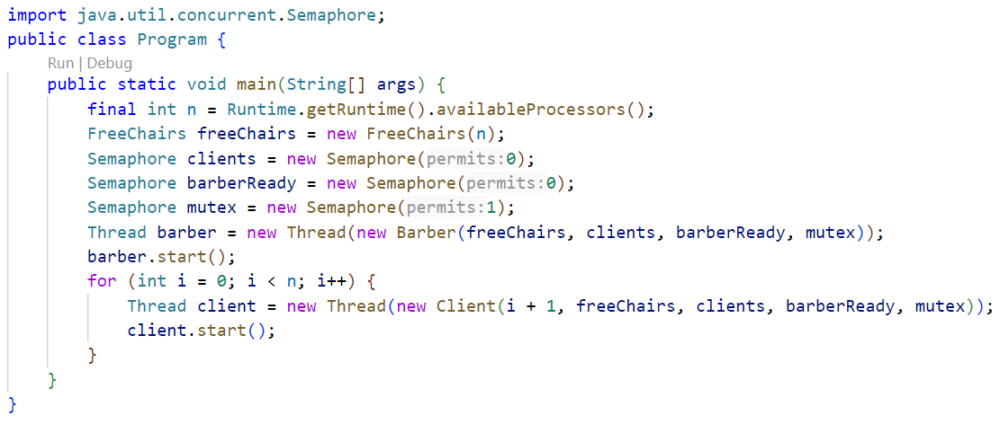 import java.util.concurrent.Semaphore;
public class Program {
Run | Debug
public static void main(String[] args) {
final int n = Runtime.getRuntime().availableProcessors();
FreeChairs freeChairs = new FreeChairs(n);
Semaphore clients = new Semaphore(permits:0);
Semaphore barberReady = new Semaphore(permits:0);
Semaphore mutex = new Semaphore(permits:1);
Thread barber = new Thread(new Barber(freeChairs, clients, barberReady, mutex));
barber.start();
for (int i = 0; i < n; i++) {
Thread client = new Thread(new Client(i + 1, freeChairs, clients, barberReady, mutex));
client.start();
}
}
}